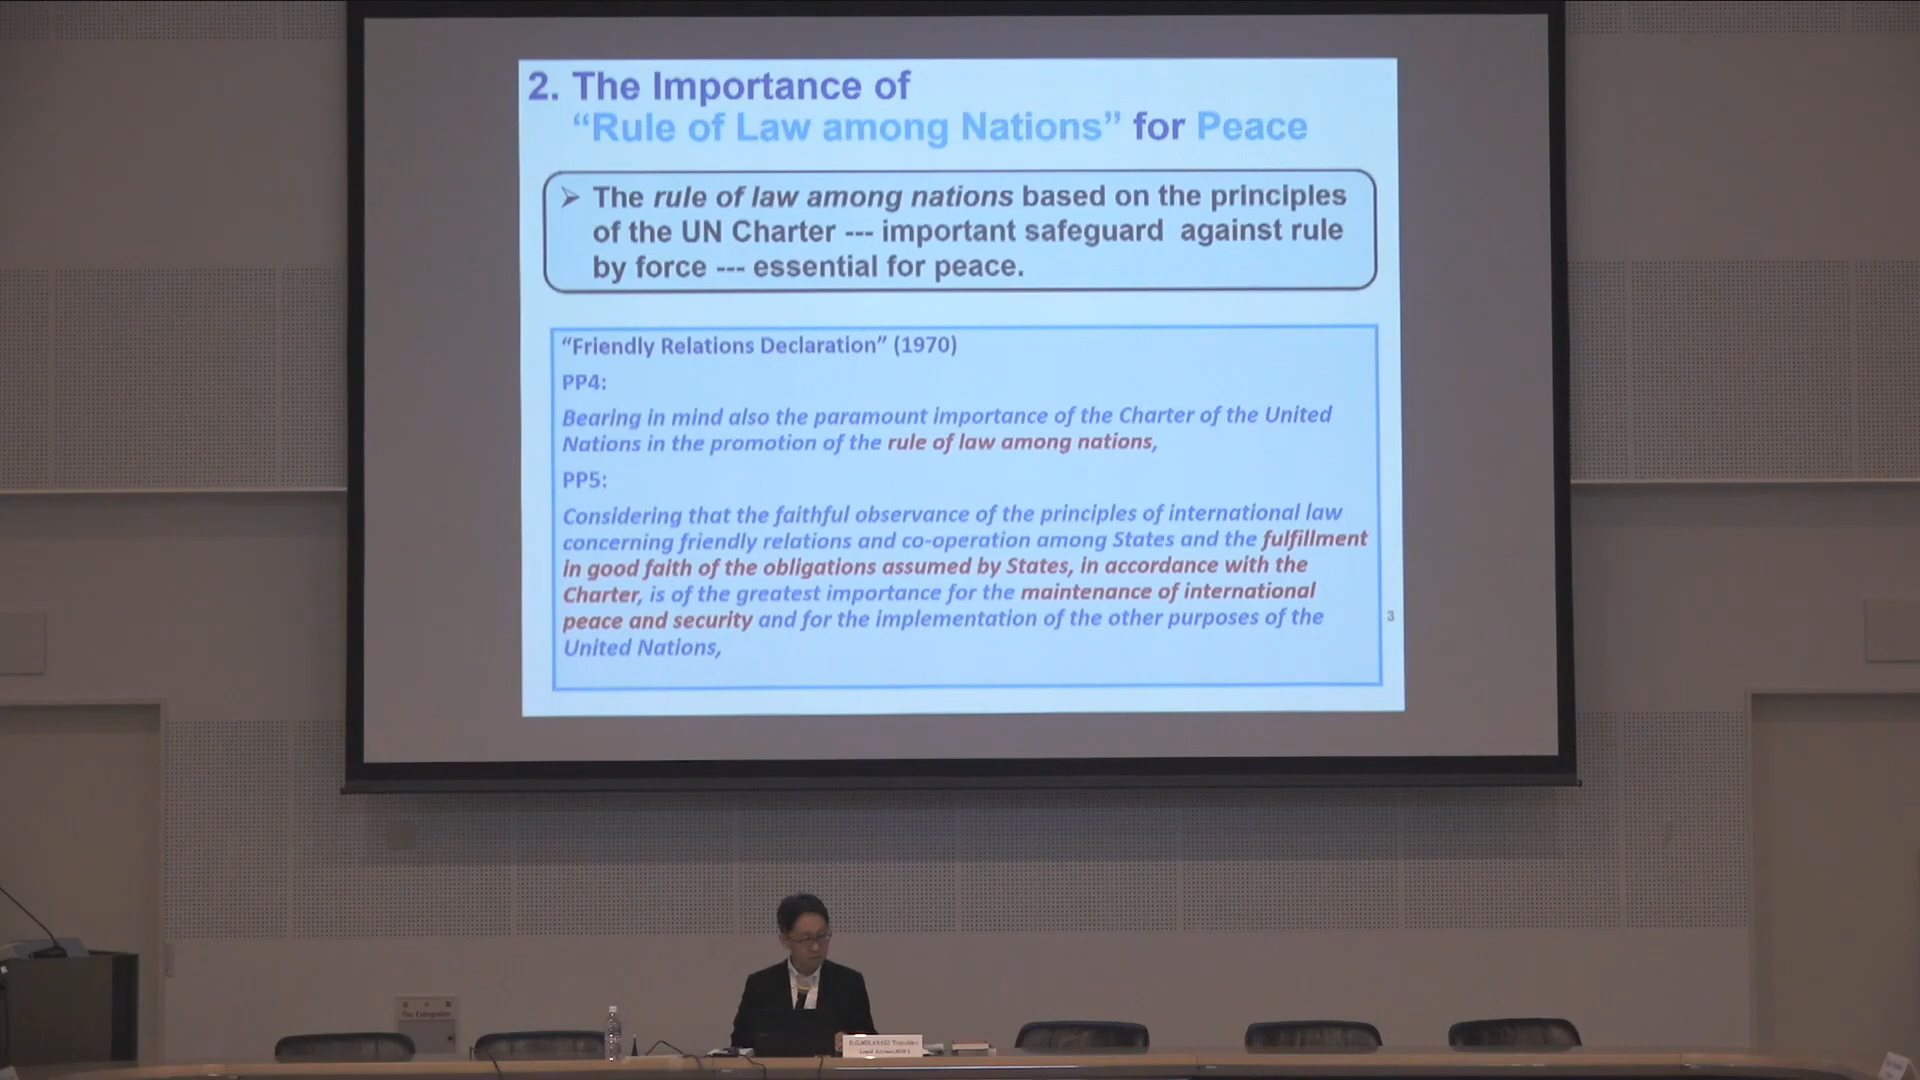 2. The Importance of
“Rule of Law among Nations” for Peace
➢ The rule of law among nations based on the principles
of the UN Charter --- important safeguard against rule
by force --- essential for peace.
“Friendly Relations Declaration” (1970)
PP4:
Bearing in mind also the paramount importance of the Charter of the United
Nations in the promotion of the rule of law among nations,
PP5:
Considering that the faithful observance of the principles of international law
concerning friendly relations and co-operation among States and the fulfillment
in good faith of the obligations assumed by States, in accordance with the
Charter, is of the greatest importance for the maintenance of international
peace and security and for the implementation of the other purposes of the
United Nations,
3
Fire Extinguisher